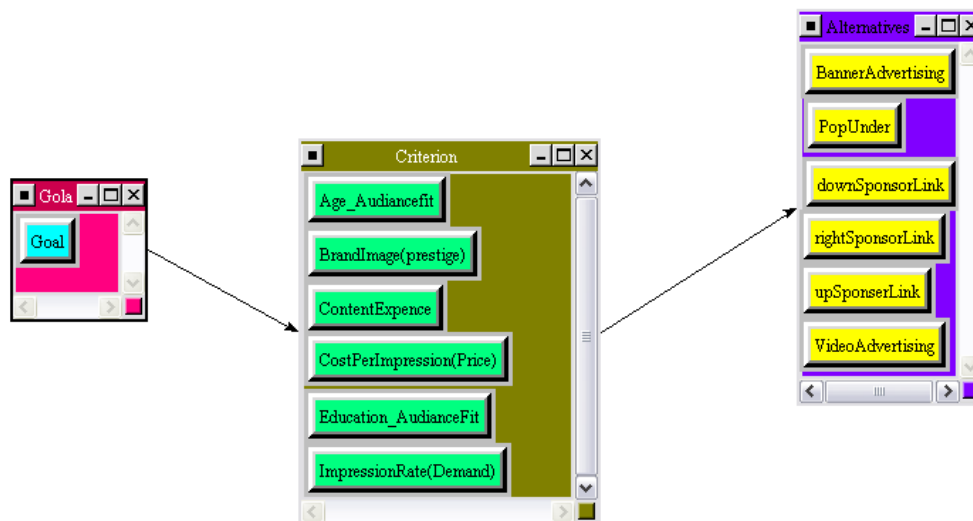 Gola
Goal
Criterion
Age_Audiancefit
BrandImage(prestige)
ContentExpence
CostPerImpression(Price)
Education_AudianceFit
ImpressionRate(Demand)
Alternatives
BannerAdvertising
PopUnder
downSponsorLink
rightSponsorLink
upSponserLink
VideoAdvertising